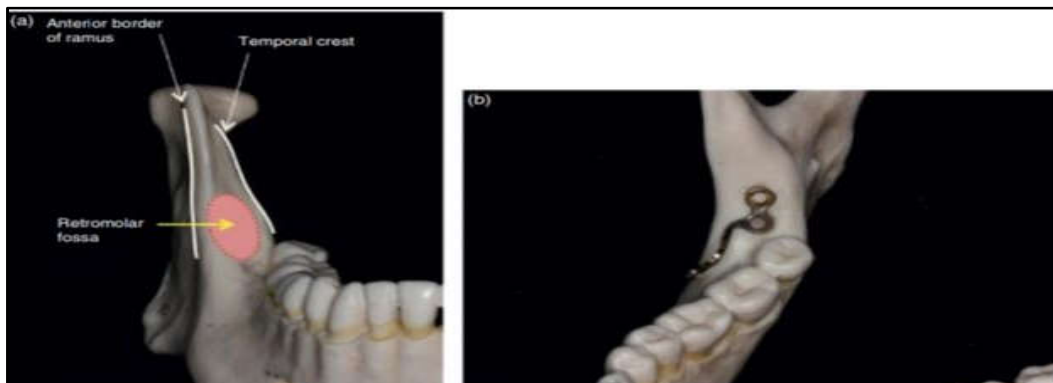 (a)
Anterior border
of ramus
Temporal crest
Retromolar
fossa
(b)